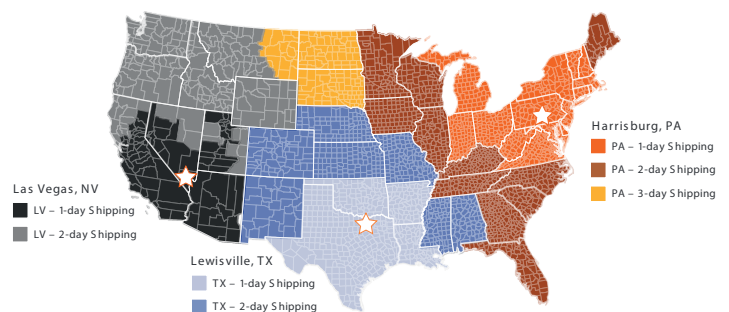 Harrisburg, PA
PA – 1-day Shipping
PA – 2-day Shipping
PA – 3-day Shipping
Las Vegas, NV
LV – 1-day Shipping
LV – 2-day Shipping
Lewisville, TX
TX – 1-day Shipping
TX – 2-day Shipping